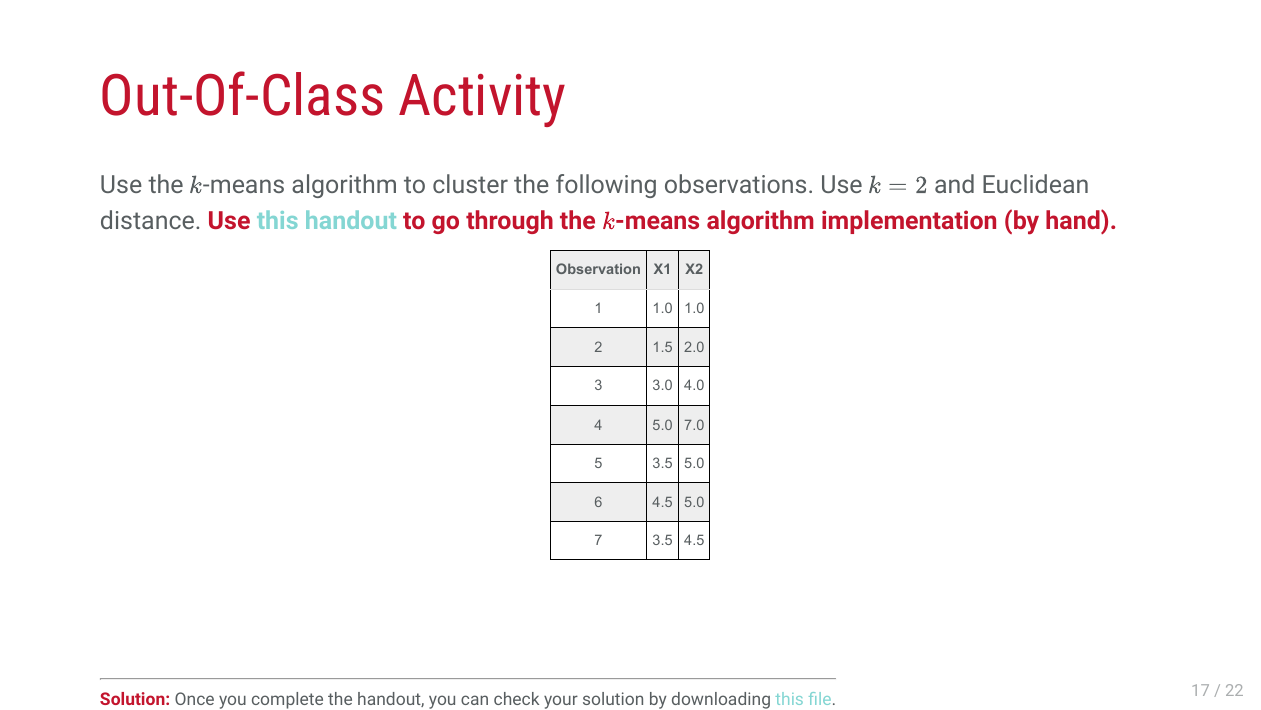 Out-Of-Class Activity
Use the k-means algorithm to cluster the following observations. Use k = 2 and Euclidean
distance. Use this handout to go through the k-means algorithm implementation (by hand).
Observation X1 X2
1 1.0 1.0
2 1.5 2.0
3 3.0 4.0
4 5.0 7.0
5 3.5 5.0
6 4.5 5.0
7 3.5 4.5
Solution: Once you complete the handout, you can check your solution by downloading this file.
17 / 22